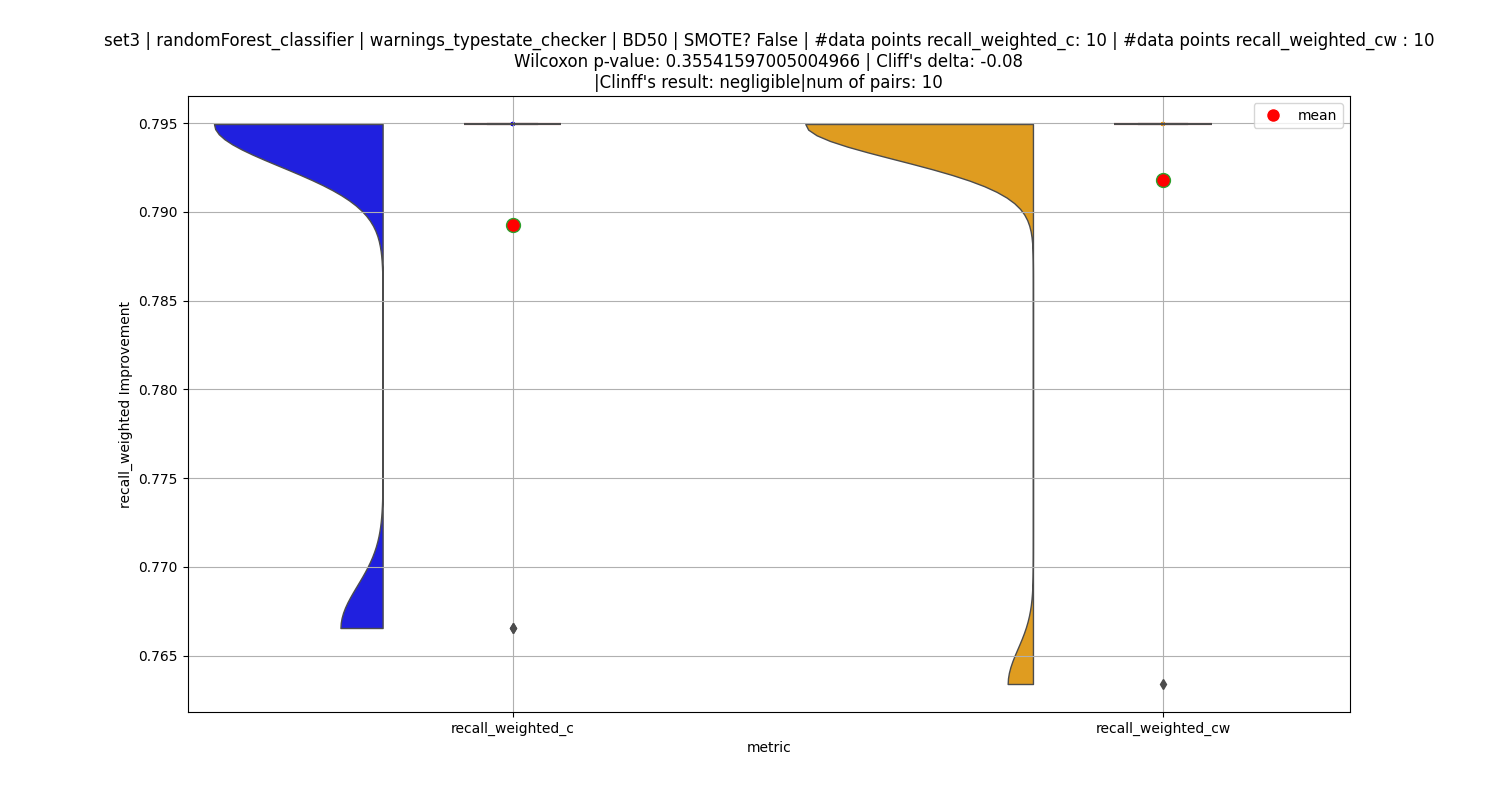 set3 | randomForest_classifier | warnings_typestate_checker | BD50 | SMOTE? False | #data points recall_weighted_c: 10 | #data points recall_weighted_cw : 10
Wilcoxon p-value: 0.35541597005004966 | Cliff's delta: -0.08
|Clinff's result: negligible|num of pairs: 10
mean
recall_weighted Improvement
0.795
0.790
0.785
0.780
0.775
0.770
0.765
recall_weighted_c
recall_weighted_cw
metric